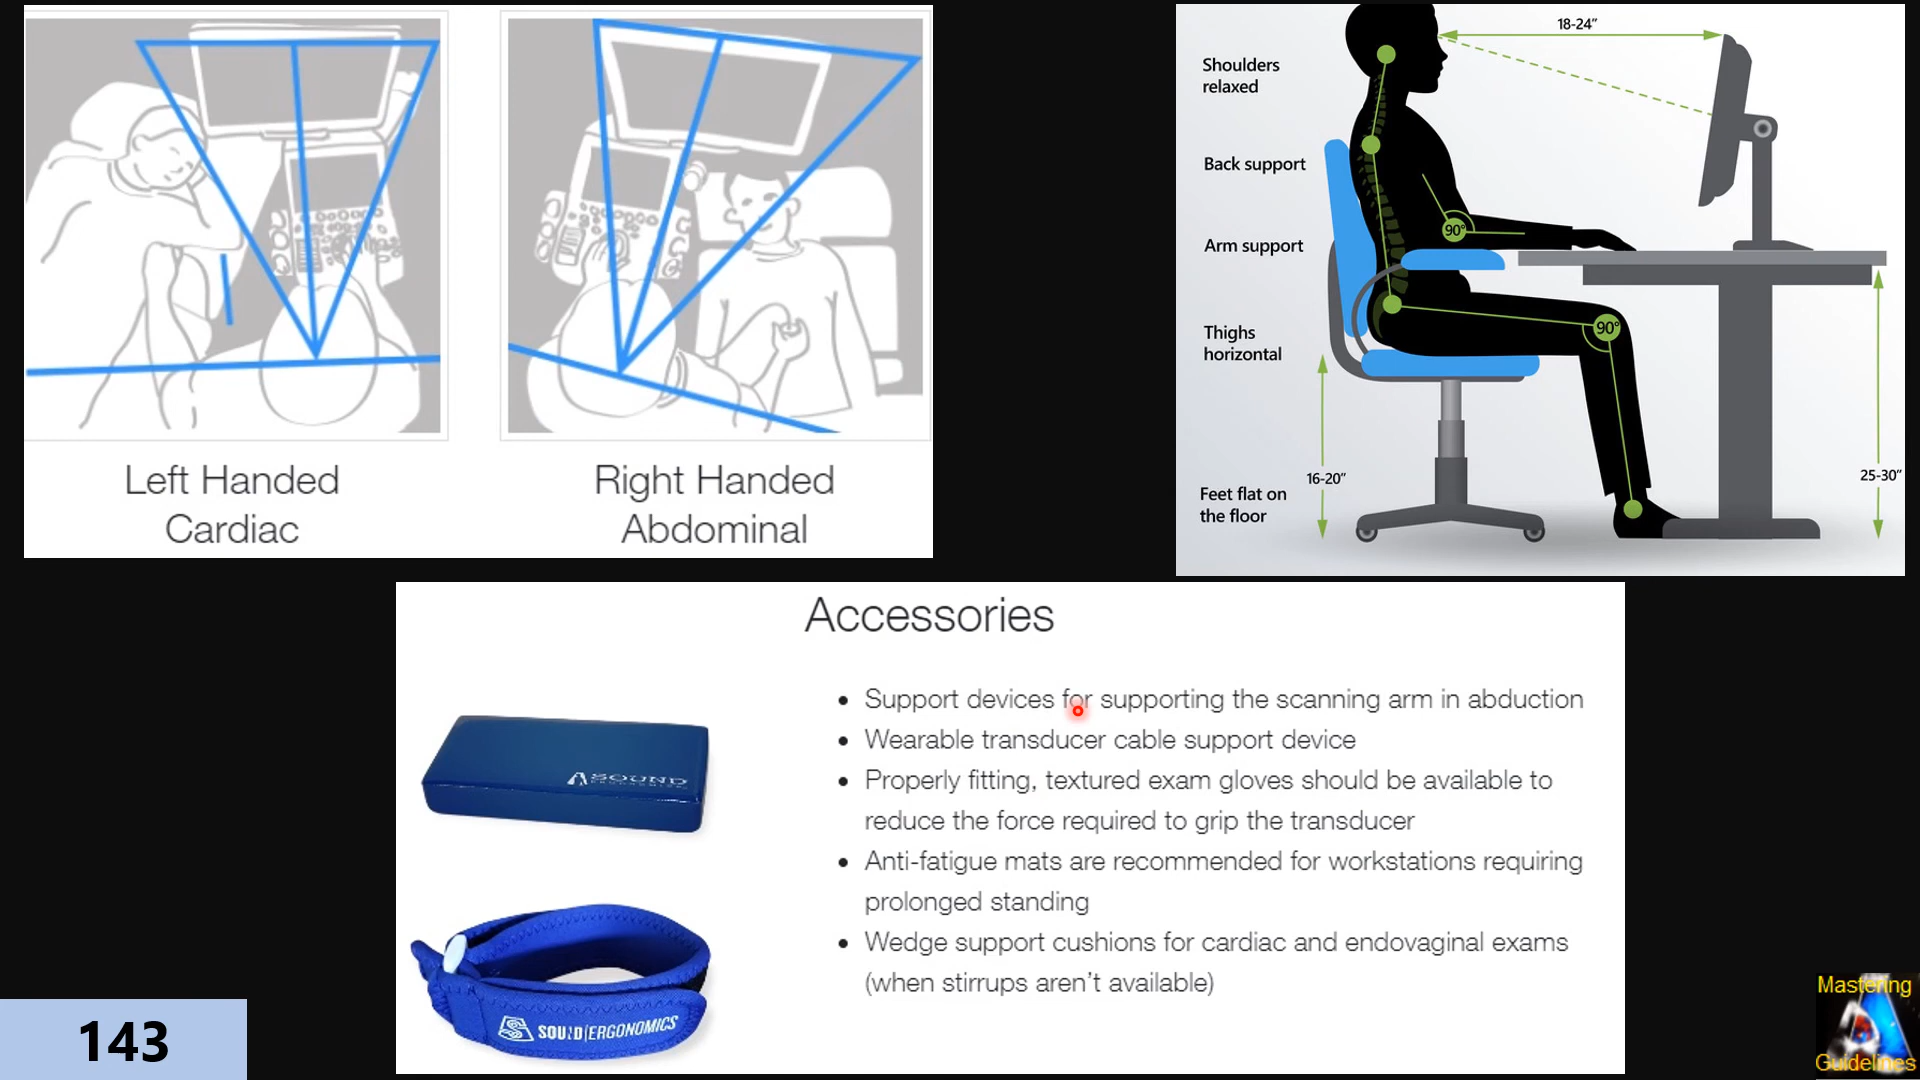 Left Handed
Cardiac
Right Handed
Abdominal
18-24"
Shoulders
relaxed
Back support
90°
Arm support
Thighs
horizontal
90°
16-20"
25-30"
Feet flat on
the floor
Accessories
• Support devices for supporting the scanning arm in abduction
• Wearable transducer cable support device
• Properly fitting, textured exam gloves should be available to
reduce the force required to grip the transducer
• Anti-fatigue mats are recommended for workstations requiring
prolonged standing
• Wedge support cushions for cardiac and endovaginal exams
(when stirrups aren't available)
SOUND
SOUND ERGONOMICS
143
Mastering
Guidelines